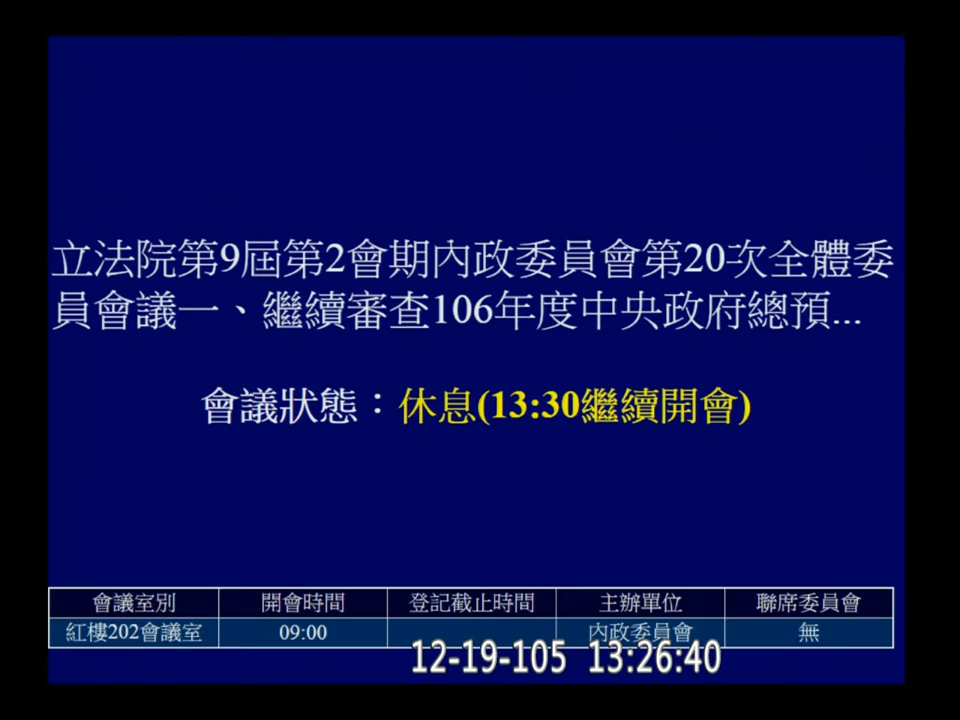 立法院第9屆第2會期內政委員會第20次全體委
員會議一、繼續審查106年度中央政府總預...
會議狀態：休息(13:30繼續開會)
會議室別 開會時間 登記截止時間 主辦單位 聯席委員會
紅樓202會議室 09:00 內政委員會 無
12-19-105 13:26:40